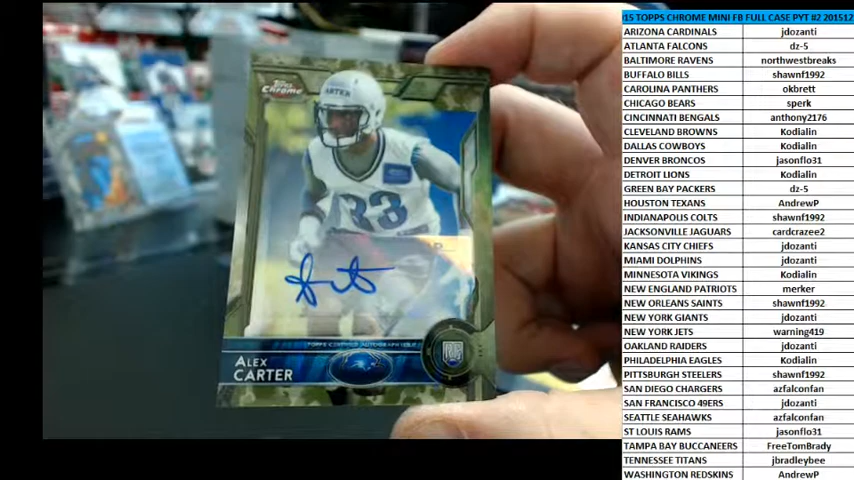 Topps
Chrome
ARTER
33
TOPPS CERTIFIED AUTOGRAPH ISSUE
ALEX
CARTER
RC
15 TOPPS CHROME MINI FB FULL CASE PYT #2 201512
ARIZONA CARDINALS jdozanti
ATLANTA FALCONS dz-5
BALTIMORE RAVENS northwestbreaks
BUFFALO BILLS shawnf1992
CAROLINA PANTHERS okbrett
CHICAGO BEARS sperk
CINCINNATI BENGALS anthony2176
CLEVELAND BROWNS Kodialin
DALLAS COWBOYS Kodialin
DENVER BRONCOS jasonflo31
DETROIT LIONS Kodialin
GREEN BAY PACKERS dz-5
HOUSTON TEXANS AndrewP
INDIANAPOLIS COLTS shawnf1992
JACKSONVILLE JAGUARS cardcrazee2
KANSAS CITY CHIEFS jdozanti
MIAMI DOLPHINS jdozanti
MINNESOTA VIKINGS Kodialin
NEW ENGLAND PATRIOTS merker
NEW ORLEANS SAINTS shawnf1992
NEW YORK GIANTS jdozanti
NEW YORK JETS warning419
OAKLAND RAIDERS jdozanti
PHILADELPHIA EAGLES Kodialin
PITTSBURGH STEELERS shawnf1992
SAN DIEGO CHARGERS azfalconfan
SAN FRANCISCO 49ERS jdozanti
SEATTLE SEAHAWKS azfalconfan
ST LOUIS RAMS jasonflo31
TAMPA BAY BUCCANEERS FreeTomBrady
TENNESSEE TITANS jbradleybee
WASHINGTON REDSKINS AndrewP